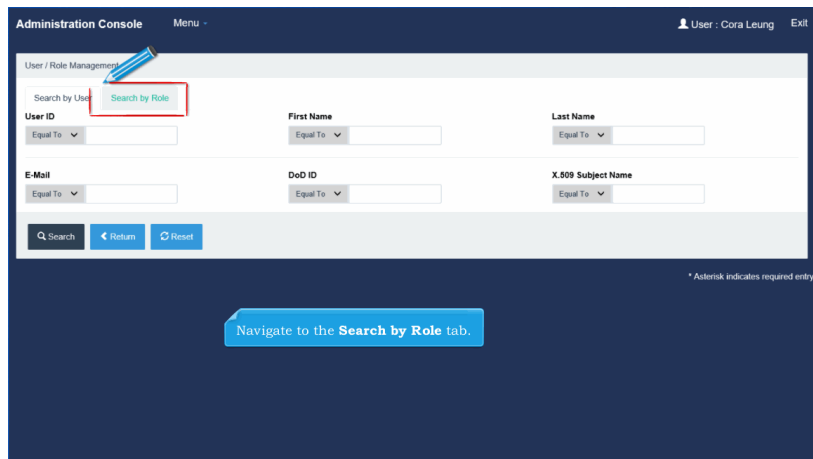 Administration Console Menu User : Cora Leung Exit
User / Role Management
Search by User Search by Role
User ID First Name Last Name
Equal To Equal To Equal To
E-Mail DoD ID X.509 Subject Name
Equal To Equal To Equal To
Search Return Reset
* Asterisk indicates required entry
Navigate to the Search by Role tab.